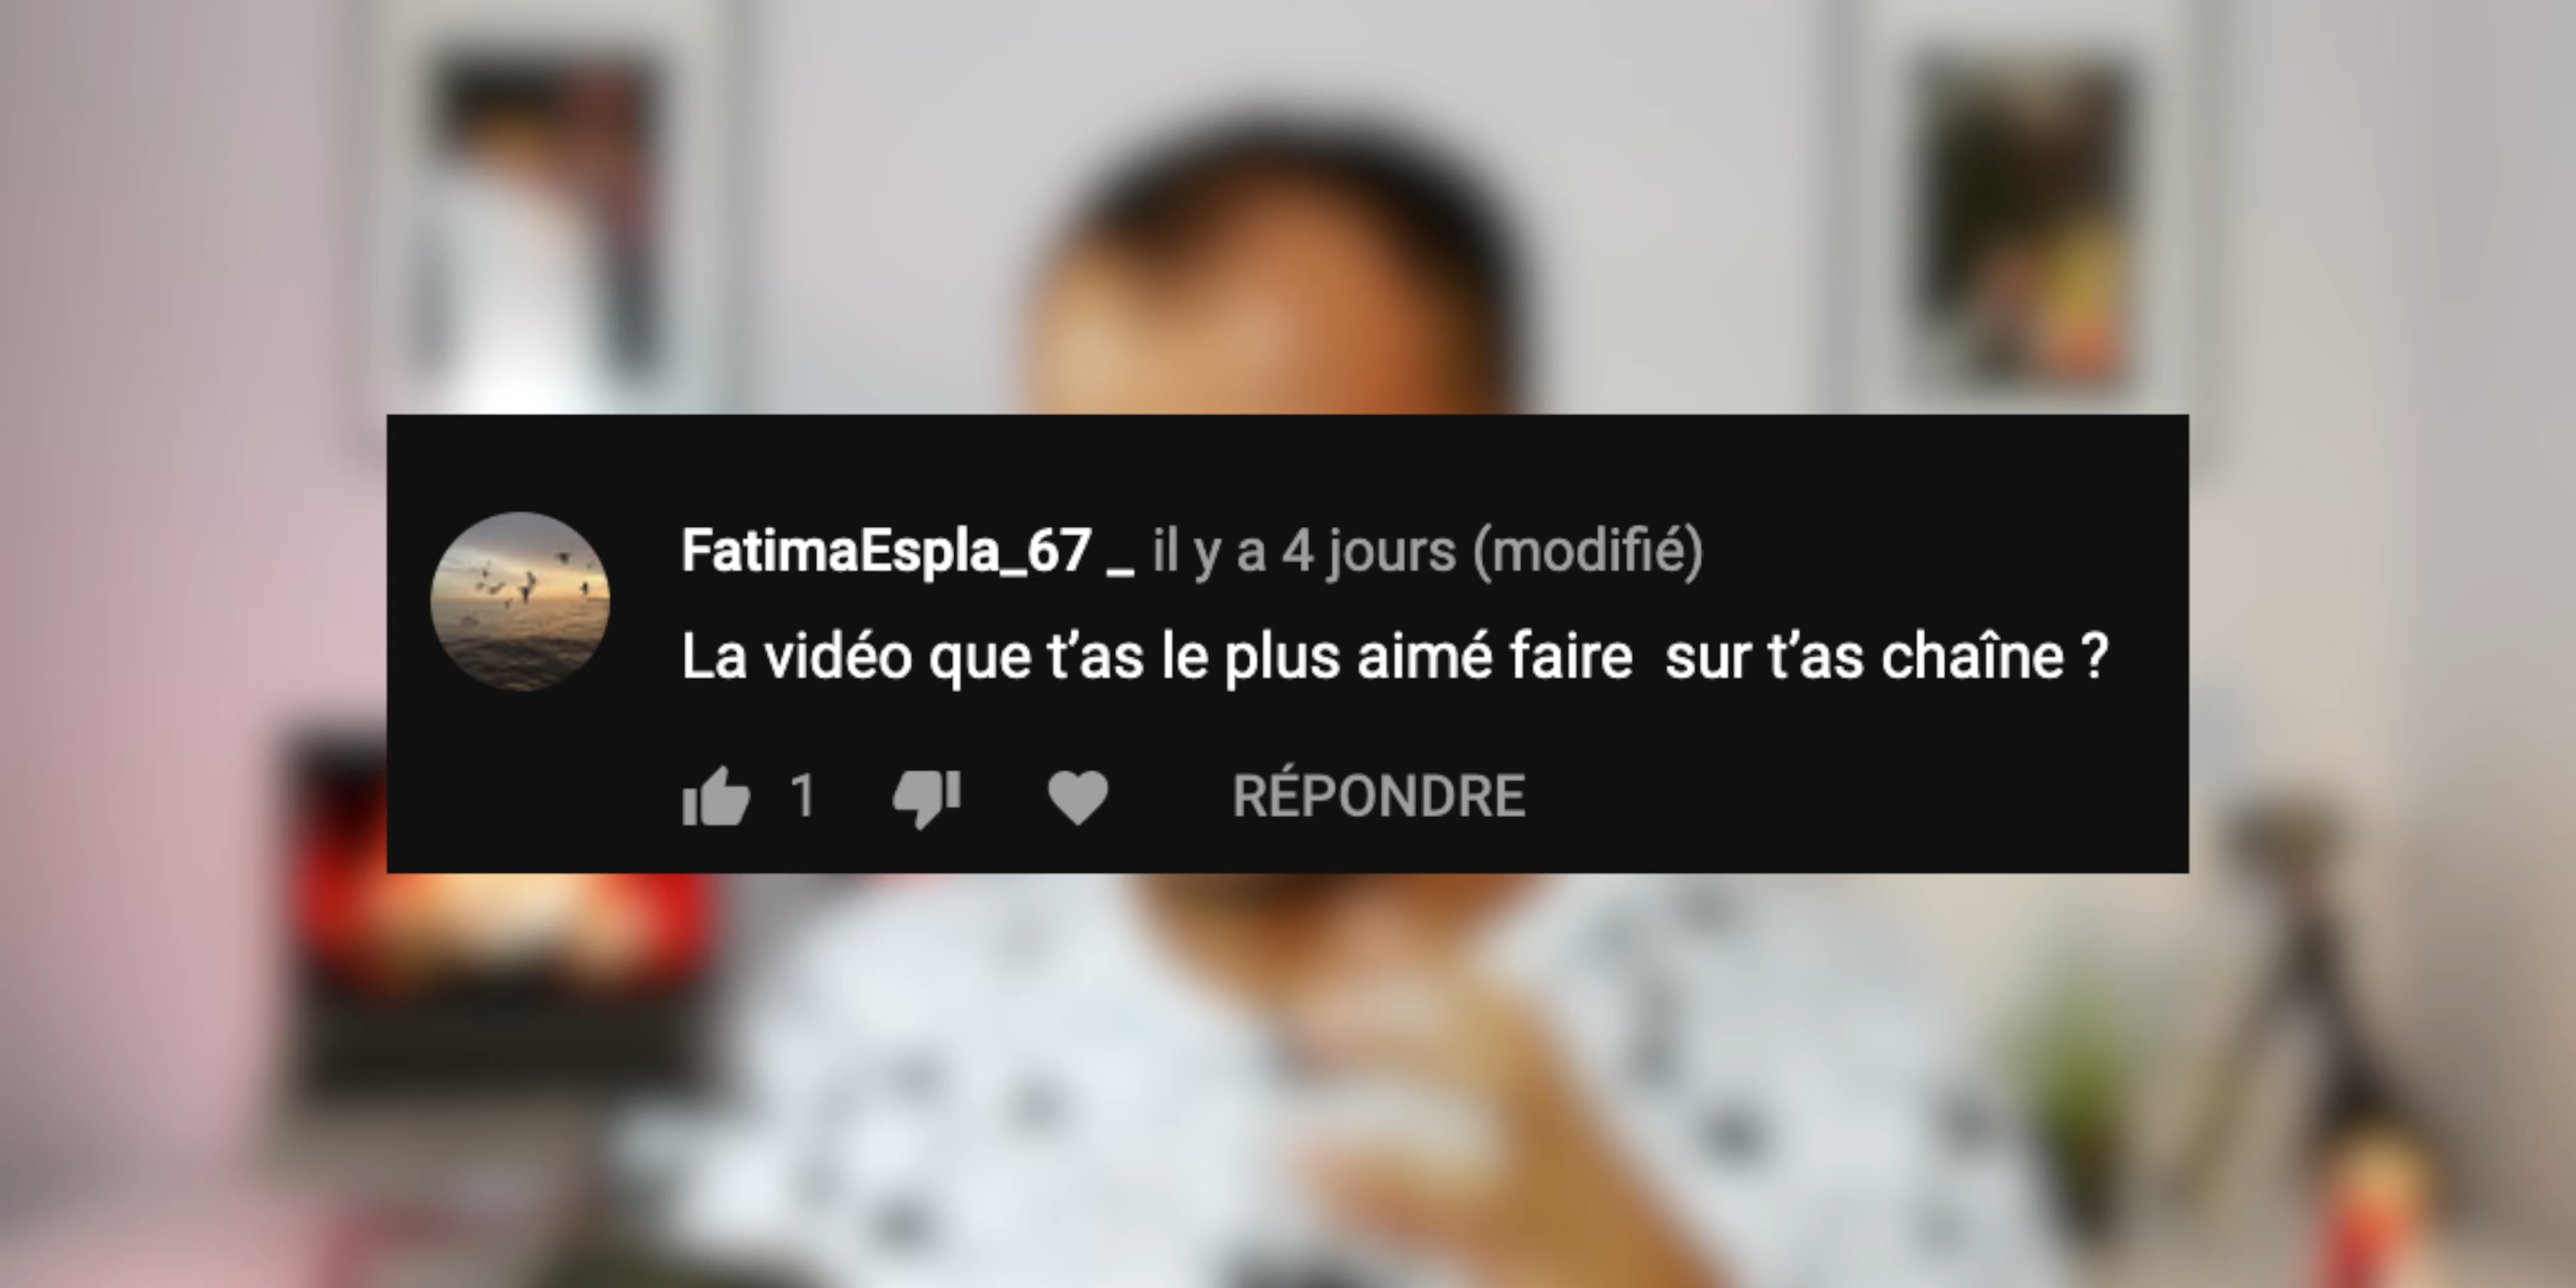 FatimaEspla_67 _ il y a 4 jours (modifié)
La vidéo que t’as le plus aimé faire  sur t’as chaîne ?
1 RÉPONDRE